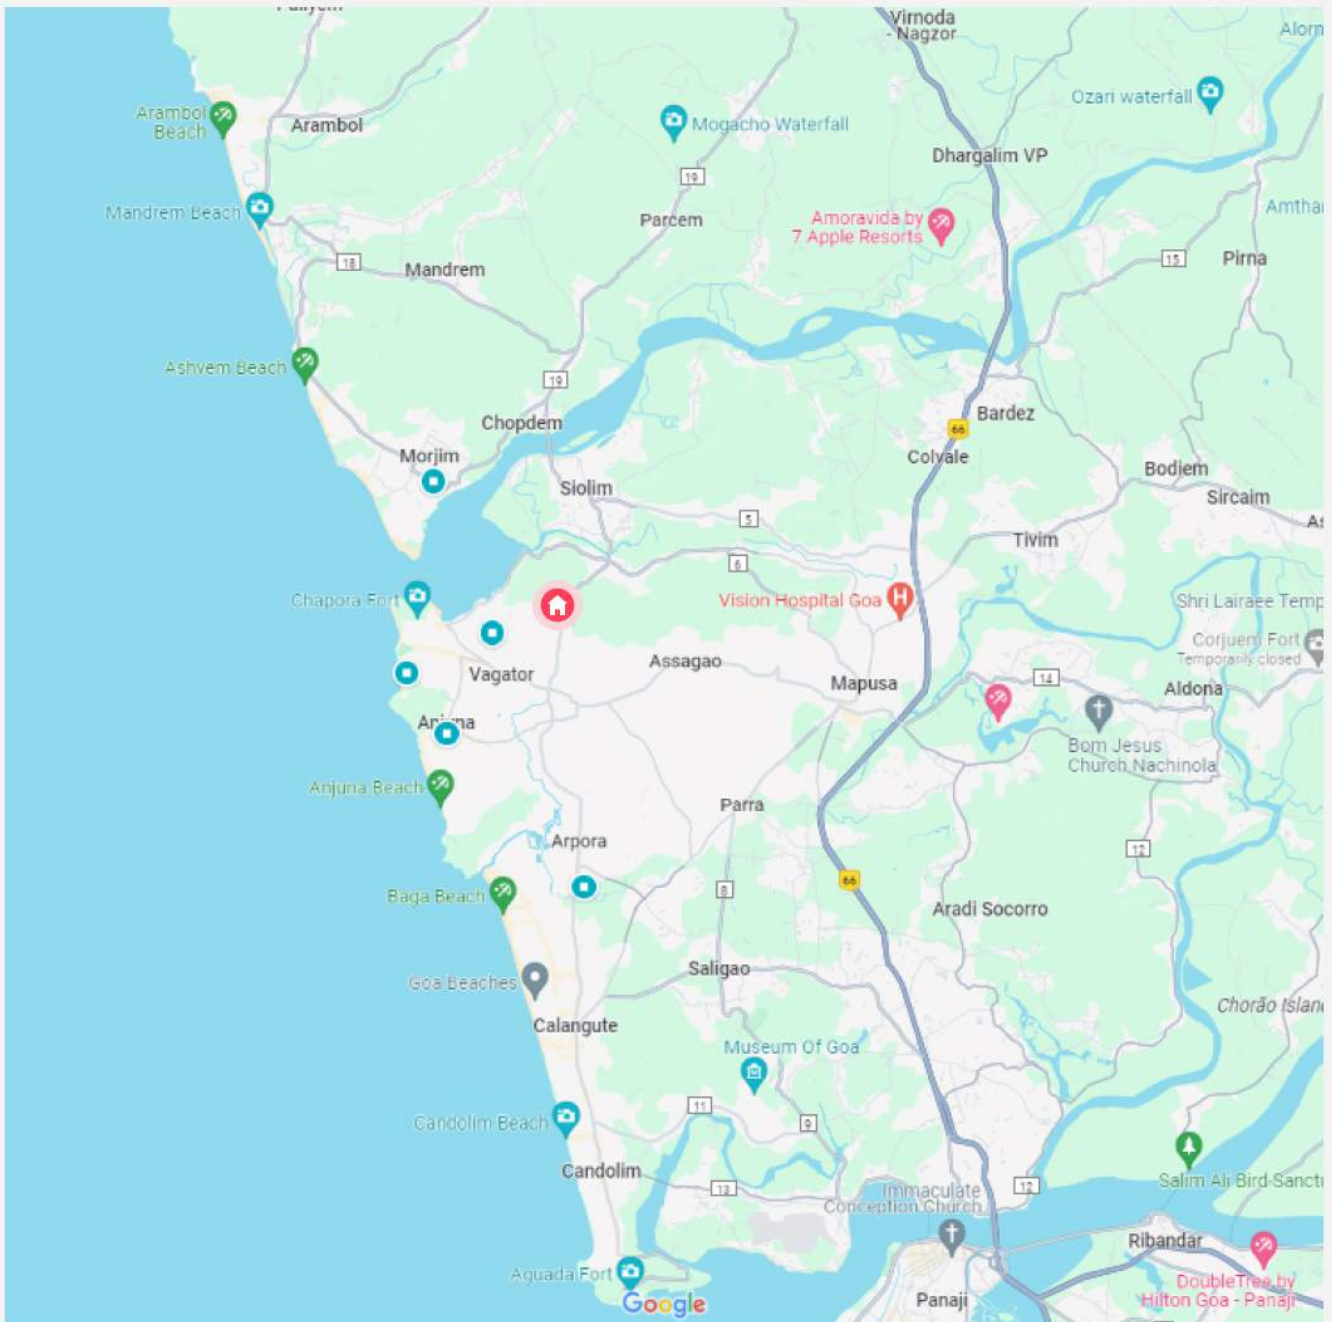 Virnoda
- Nagzor
Alorn
Ozari waterfall
Arambol
Beach
Arambol
Mogacho Waterfall
Dhargalim VP
19
Mandrem Beach
Parcem
Amoravida by
7 Apple Resorts
Amthar
18
Mandrem
15
Pirna
Ashvem Beach
19
Chopdem
Bardez
66
Morjim
Colvale
Bodiem
Siolim
Sircaim
5
As
Tivim
6
Chapora Fort
Vision Hospital Goa
H
Shri Lairaee Temp
Corjuem Fort
Temporarily closed
Assagao
Vagator
Mapusa
14
Aldona
Anjuna
Bom Jesus
Church Nachinola
Anjuna Beach
Parra
Arpora
12
66
8
Baga Beach
Aradi Socorro
Saligao
Goa Beaches
Chorão Islan
Calangute
Museum Of Goa
11
Candolim Beach
9
Candolim
13
Salim Ali Bird Sanctu
12
Immaculate
Conception Church
Ribandar
Aguada Fort
DoubleTree by
Hilton Goa - Panaji
Google
Panaji